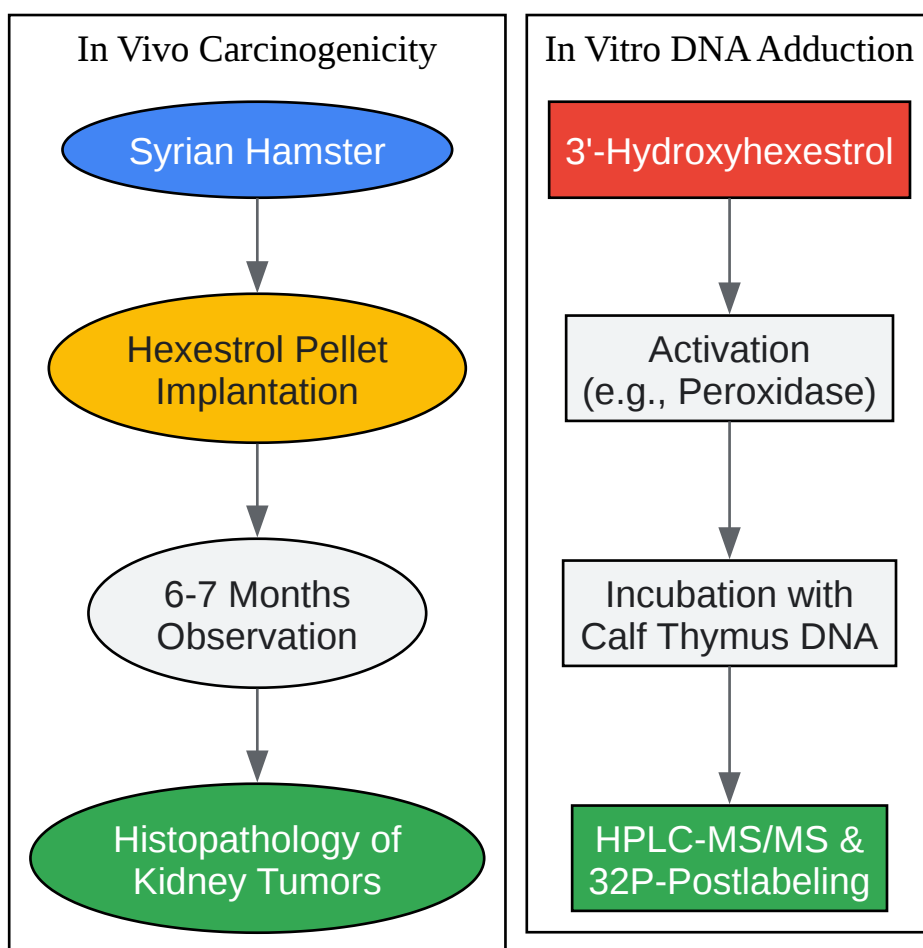 In Vivo Carcinogenicity
Syrian Hamster
Hexestrol Pellet
Implantation
6-7 Months
Observation
Histopathology of
Kidney Tumors
In Vitro DNA Adduction
3'-Hydroxyhexestrol
Activation
(e.g., Peroxidase)
Incubation with
Calf Thymus DNA
HPLC-MS/MS &
32P-Postlabeling